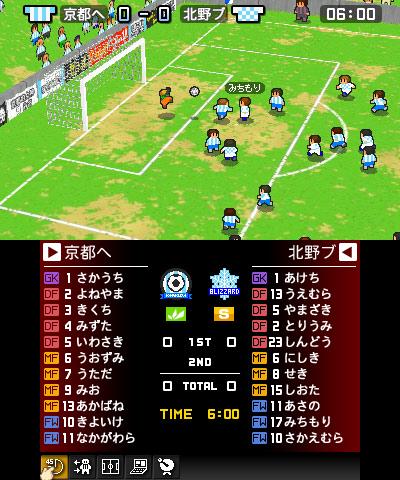 京都へ 0 - 0 北野ブ 06:00
みちもり
京都へ 北野ブ
GK 1 さかうち GK 1 あけち
DF 2 よねやま DF 13 うえむら
DF 3 きくち DF 5 やまざき
DF 4 みずた DF 2 とりうみ
DF 5 いわさき DF 23 しんどう
MF 6 うおずみ MF 6 にしき
MF 7 うただ MF 8 せき
MF 9 みお MF 15 しおた
MF 13 あかばね FW 11 あさの
FW 10 きよいけ FW 17 みちもり
FW 11 なかがわら FW 10 さかえむら
BLIZZARD
S
0 1ST 0
2ND
0 TOTAL 0
TIME 6:00
45